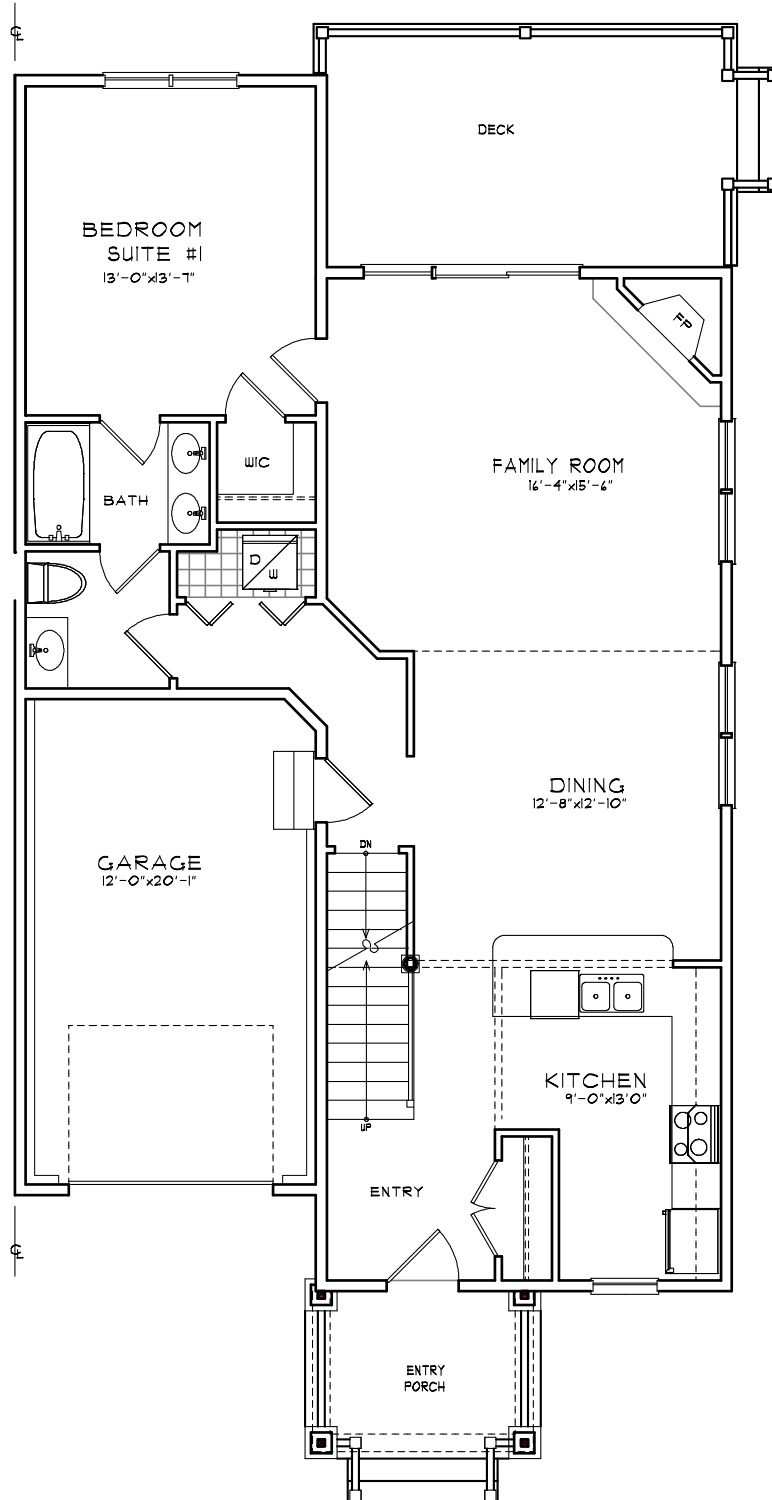 ℄
DECK
BEDROOM
SUITE #1
13'-0"x13'-7"
FP
FAMILY ROOM
16'-4"x15'-6"
WIC
BATH
D
W
DINING
12'-8"x12'-10"
DN
GARAGE
12'-0"x20'-1"
KITCHEN
9'-0"x13'0"
UP
ENTRY
℄
ENTRY
PORCH